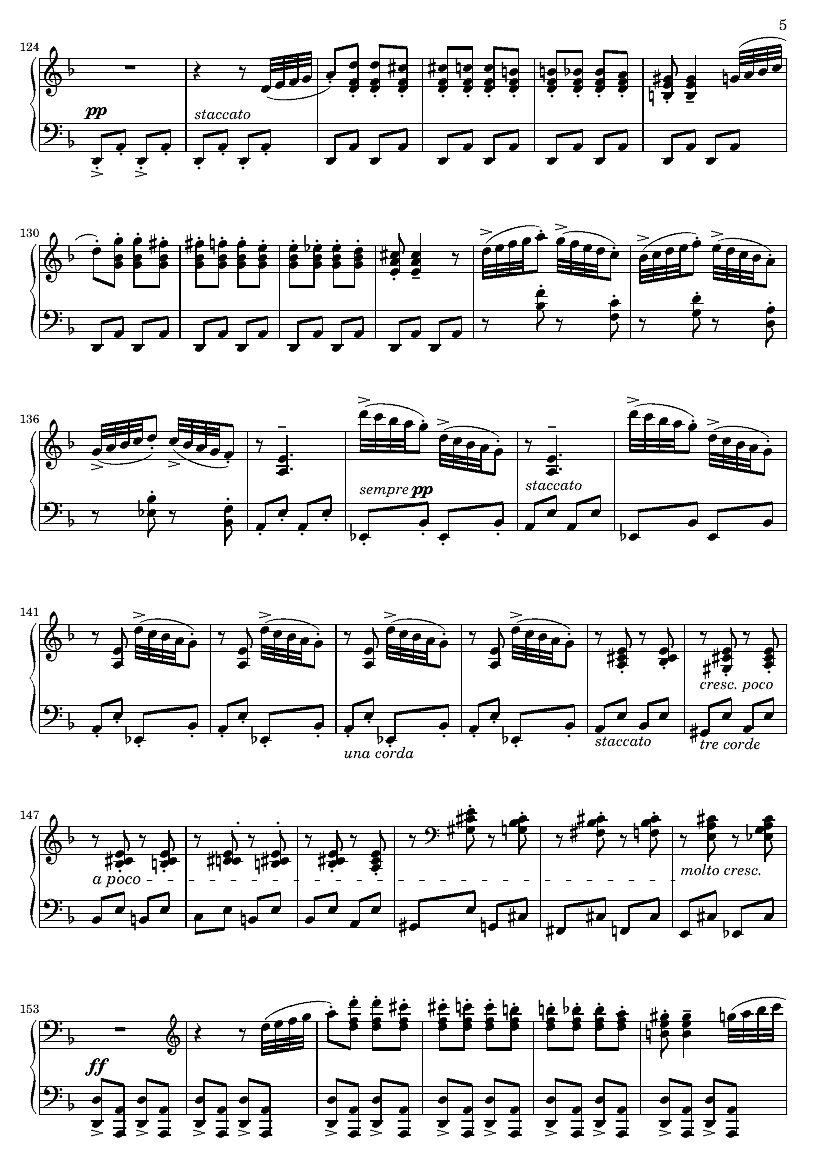 5
124
pp
staccato
130
136
sempre pp
staccato
141
cresc. poco
una corda
staccato
tre corde
147
a poco
molto cresc.
153
ff